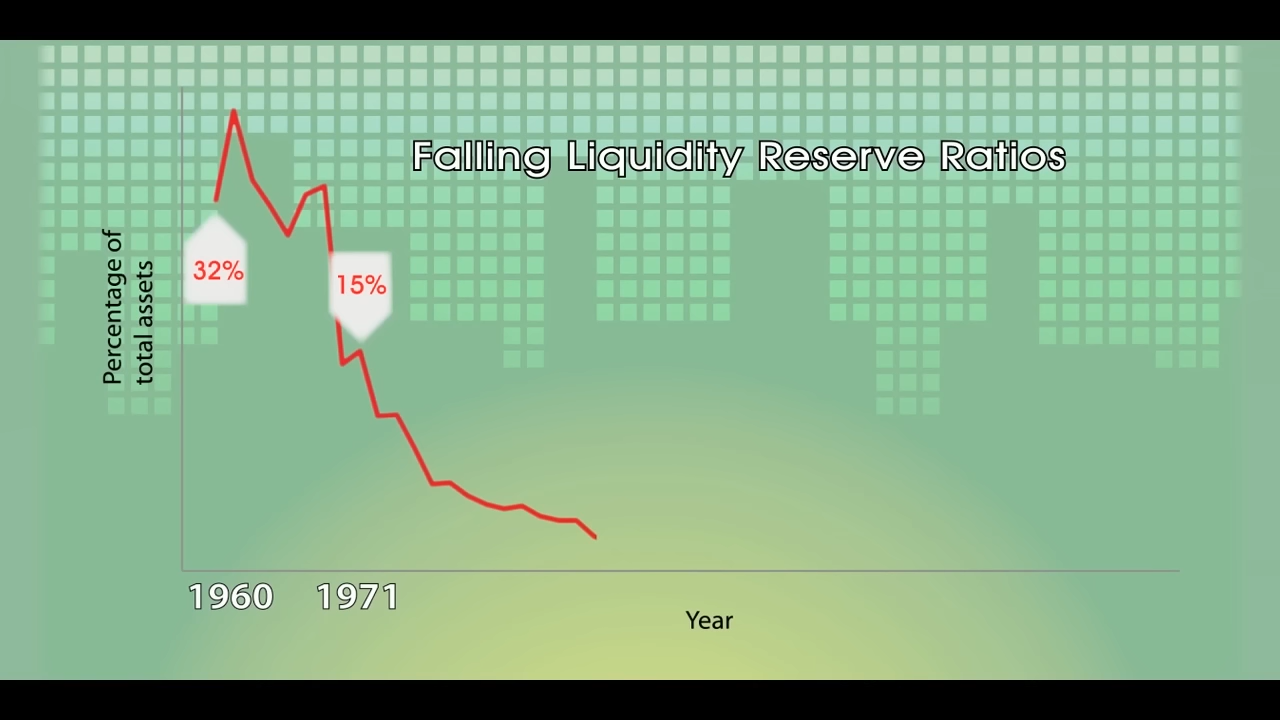 Falling Liquidity Reserve Ratios
Percentage of
total assets
32%
15%
1960
1971
Year